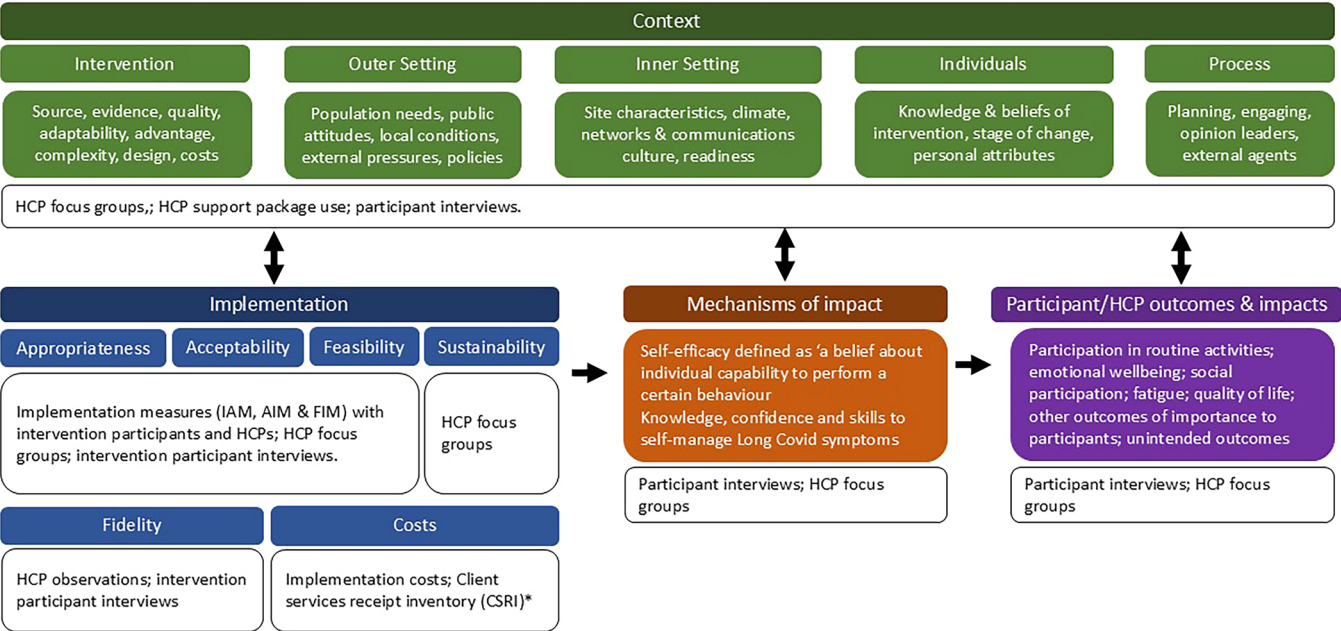 Context
Intervention
Outer Setting
Inner Setting
Individuals
Process
Source, evidence, quality,
adaptability, advantage,
complexity, design, costs
Population needs, public
attitudes, local conditions,
external pressures, policies
Site characteristics, climate,
networks & communications
culture, readiness
Knowledge & beliefs of
intervention, stage of change,
personal attributes
Planning, engaging,
opinion leaders,
external agents
HCP focus groups,; HCP support package use; participant interviews.
Implementation
Appropriateness
Acceptability
Feasibility
Sustainability
Implementation measures (IAM, AIM & FIM) with
intervention participants and HCPs; HCP focus
groups; intervention participant interviews.
HCP focus
groups
Fidelity
Costs
HCP observations; intervention
participant interviews
Implementation costs; Client
services receipt inventory (CSRI)*
Mechanisms of impact
Self-efficacy defined as ‘a belief about
individual capability to perform a
certain behaviour
Knowledge, confidence and skills to
self-manage Long Covid symptoms
Participant interviews; HCP focus
groups
Participant/HCP outcomes & impacts
Participation in routine activities;
emotional wellbeing; social
participation; fatigue; quality of life;
other outcomes of importance to
participants; unintended outcomes
Participant interviews; HCP focus
groups